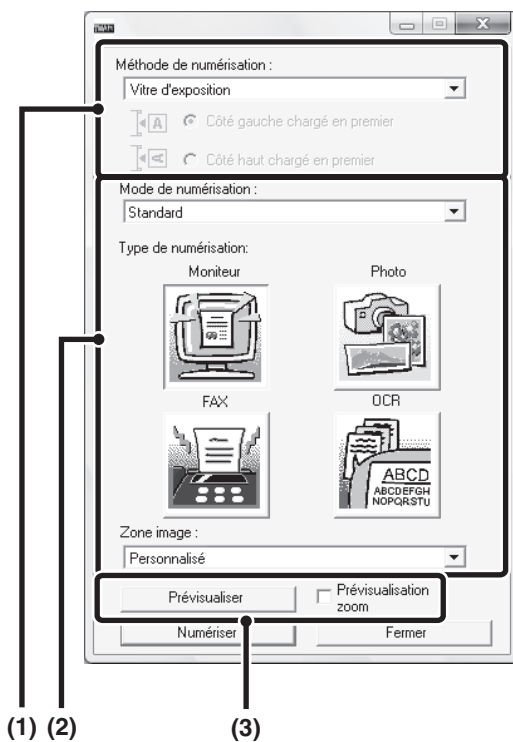 Méthode de numérisation :
Vitre d'exposition
A
Côté gauche chargé en premier
A
Côté haut chargé en premier
Mode de numérisation :
Standard
Type de numérisation:
Moniteur
Photo
FAX
OCR
ABCD
ABCDEFGH
NOPQRSTU
Zone image :
Personnalisé
Prévisualiser
Prévisualisation
zoom
Numériser
Fermer
(1) (2) (3)